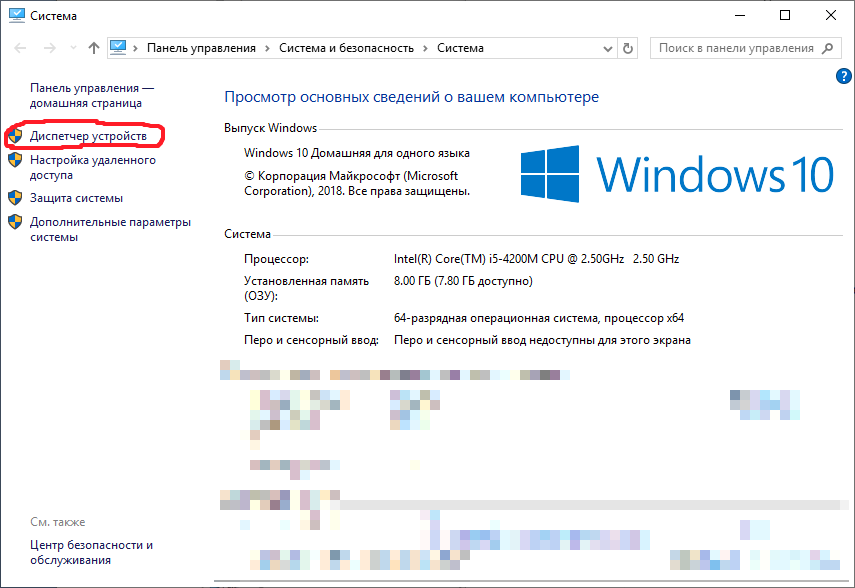 Система
Панель управления › Система и безопасность › Система
Поиск в панели управления
?
Панель управления —
домашняя страница
Диспетчер устройств
Настройка удаленного
доступа
Защита системы
Дополнительные параметры
системы
Просмотр основных сведений о вашем компьютере
Выпуск Windows
Windows 10 Домашняя для одного языка
© Корпорация Майкрософт (Microsoft
Corporation), 2018. Все права защищены.
Windows 10
Система
Процессор: Intel(R) Core(TM) i5-4200M CPU @ 2.50GHz 2.50 GHz
Установленная память
(ОЗУ): 8.00 ГБ (7.80 ГБ доступно)
Тип системы: 64-разрядная операционная система, процессор x64
Перо и сенсорный ввод: Перо и сенсорный ввод недоступны для этого экрана
См. также
Центр безопасности и
обслуживания